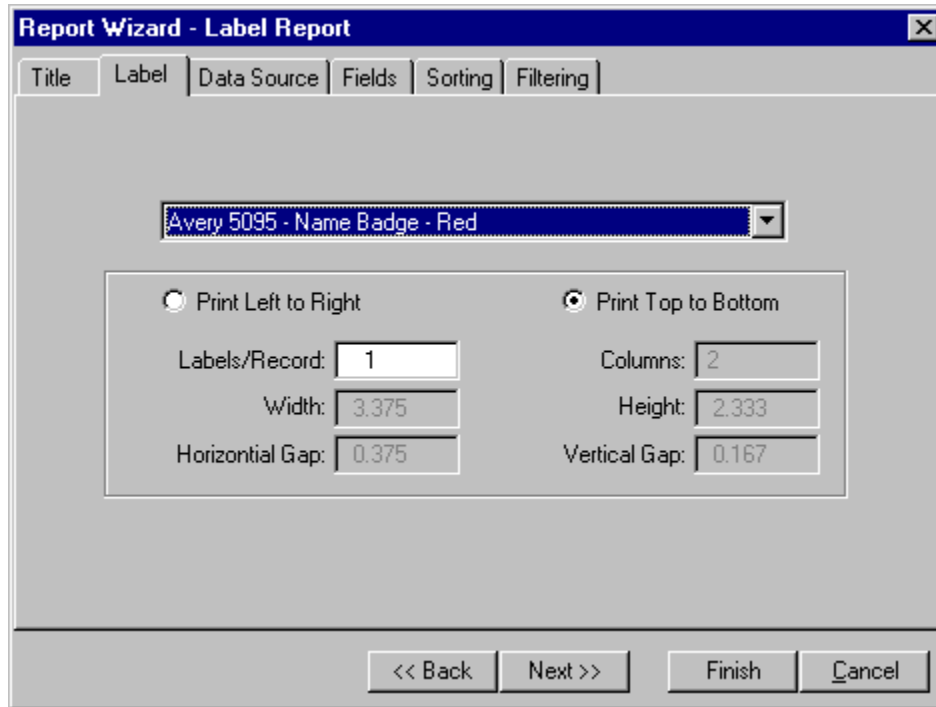 Report Wizard - Label Report
Title Label Data Source Fields Sorting Filtering
Avery 5095 - Name Badge - Red
Print Left to Right Print Top to Bottom
Labels/Record: 1 Columns: 2
Width: 3.375 Height: 2.333
Horizontial Gap: 0.375 Vertical Gap: 0.167
<< Back Next >> Finish Cancel